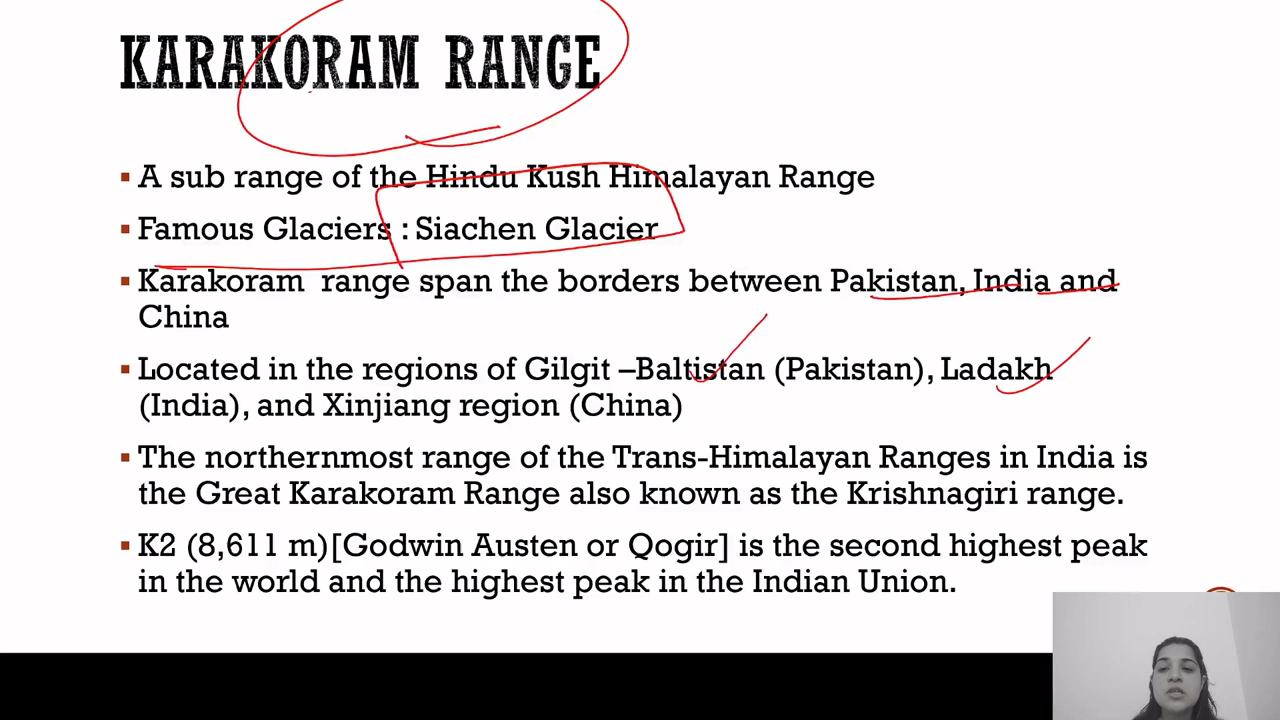 KARAKORAM RANGE
▪ A sub range of the Hindu Kush Himalayan Range
▪ Famous Glaciers : Siachen Glacier
▪ Karakoram range span the borders between Pakistan, India and
China
▪ Located in the regions of Gilgit –Baltistan (Pakistan), Ladakh
(India), and Xinjiang region (China)
▪ The northernmost range of the Trans-Himalayan Ranges in India is
the Great Karakoram Range also known as the Krishnagiri range.
▪ K2 (8,611 m)[Godwin Austen or Qogir] is the second highest peak
in the world and the highest peak in the Indian Union.